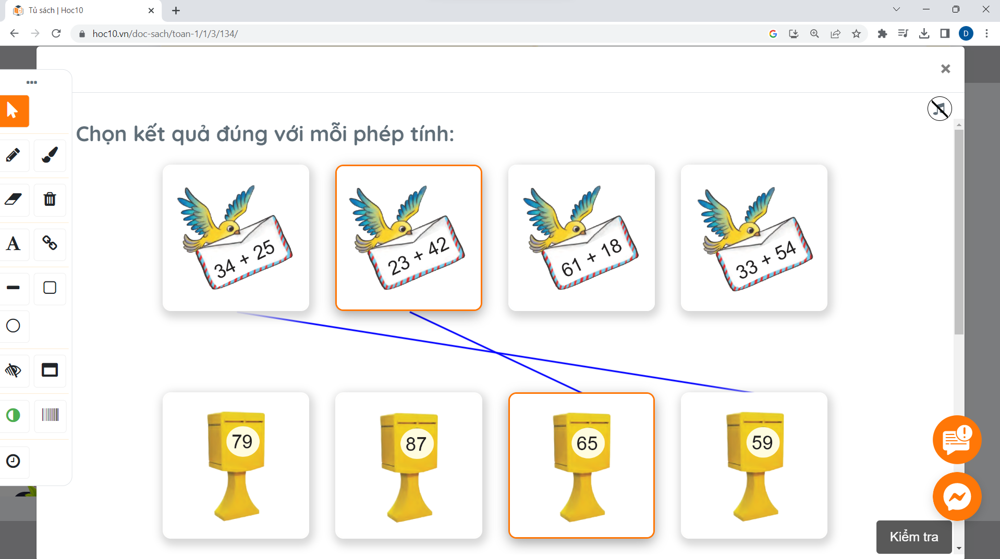 Tủ sách | Hoc10
hoc10.vn/doc-sach/toan-1/1/3/134/
D
Chọn kết quả đúng với mỗi phép tính:
34 + 25
23 + 42
61 + 18
33 + 54
A
79
87
65
59
Kiểm tra